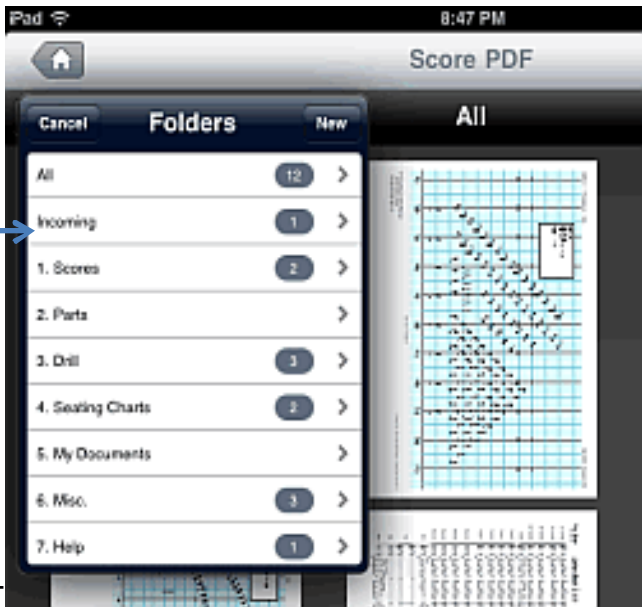 iPad 8:47 PM
Score PDF
Cancel Folders New
All
All 12
Incoming 1
1. Scores 2
2. Parts
3. Drill 3
4. Seating Charts 2
5. My Documents
6. Misc. 3
7. Help 1